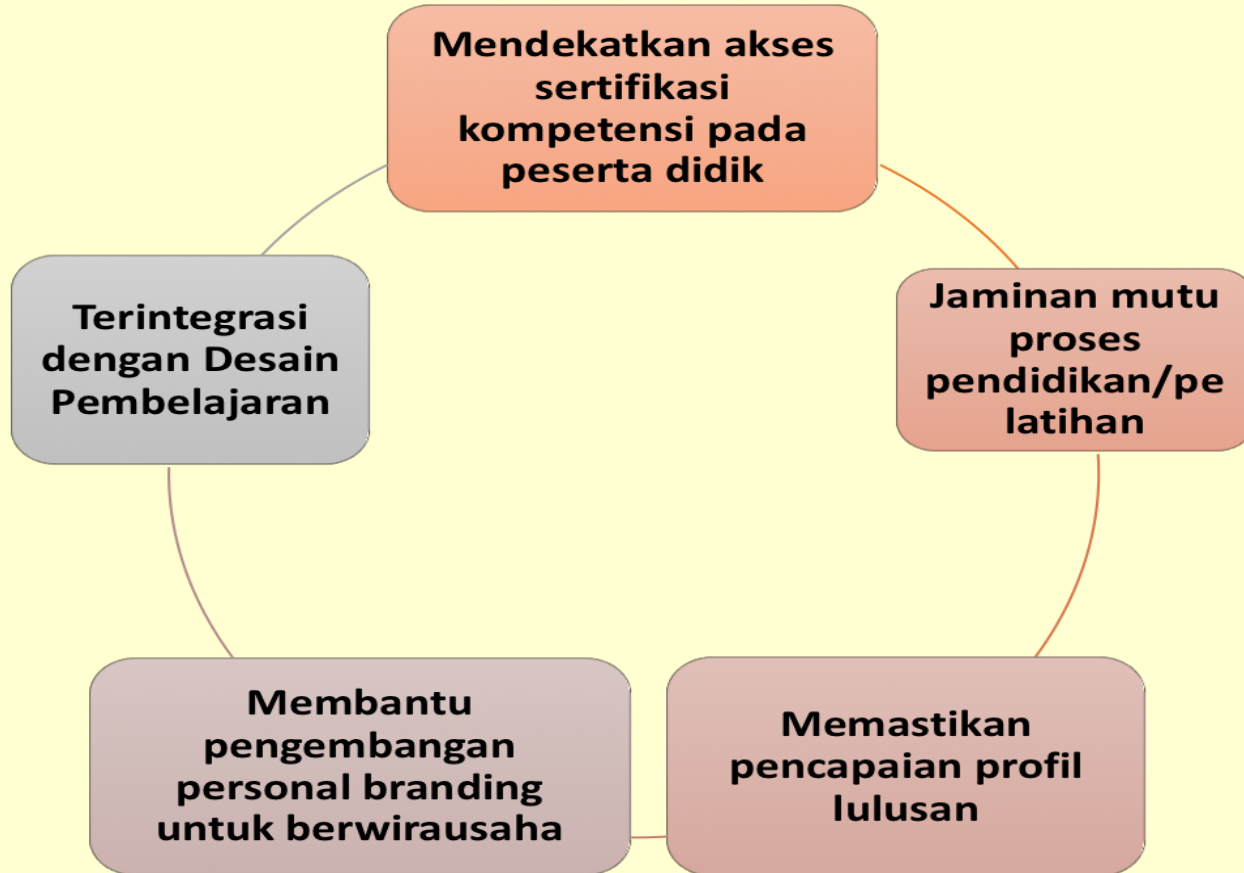 Mendekatkan akses
sertifikasi
kompetensi pada
peserta didik
Jaminan mutu
proses
pendidikan/pe
latihan
Memastikan
pencapaian profil
lulusan
Membantu
pengembangan
personal branding
untuk berwirausaha
Terintegrasi
dengan Desain
Pembelajaran